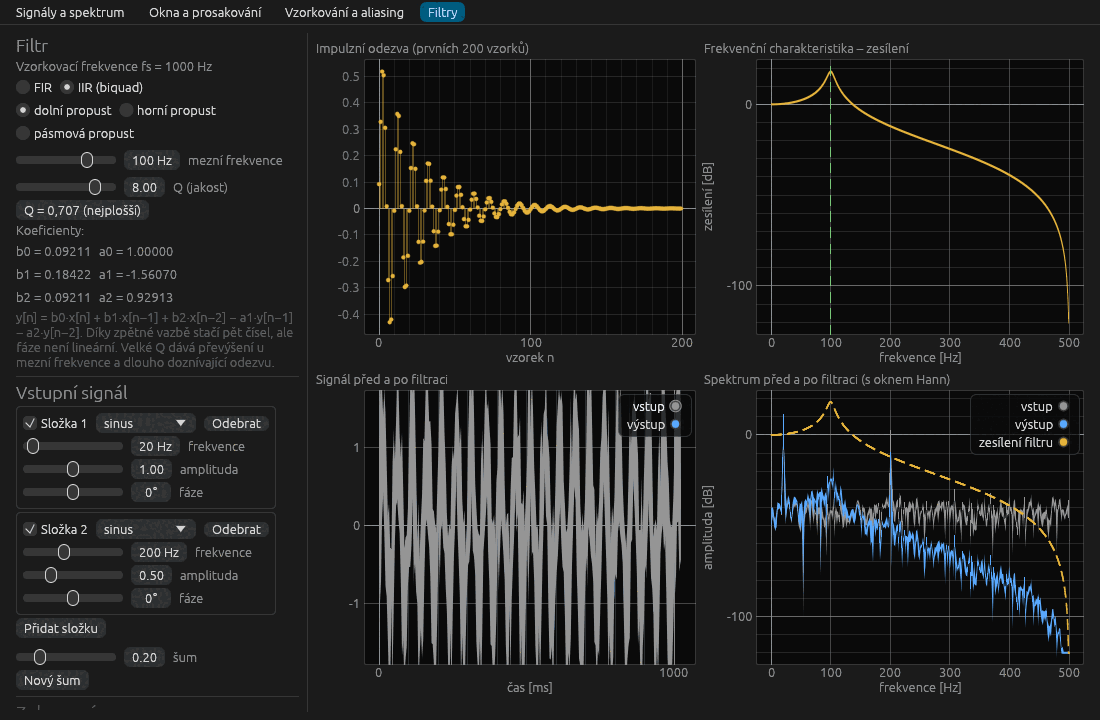 Signály a spektrum
Okna a prosakování
Vzorkování a aliasing
Filtry
Filtr
Vzorkovací frekvence fs = 1000 Hz
FIR
IIR (biquad)
dolní propust
horní propust
pásmová propust
100 Hz
mezní frekvence
8.00
Q (jakost)
Q = 0,707 (nejplošší)
Koeficienty:
b0 = 0.09211 a0 = 1.00000
b1 = 0.18422 a1 = -1.56070
b2 = 0.09211 a2 = 0.92913
y[n] = b0·x[n] + b1·x[n−1] + b2·x[n−2] − a1·y[n−1]
− a2·y[n−2]. Díky zpětné vazbě stačí pět čísel, ale
fáze není lineární. Velké Q dává převýšení u
mezní frekvence a dlouho doznívající odezvu.
Vstupní signál
Složka 1
sinus
Odebrat
20 Hz
frekvence
1.00
amplituda
0°
fáze
Složka 2
sinus
Odebrat
200 Hz
frekvence
0.50
amplituda
0°
fáze
Přidat složku
0.20
šum
Nový šum
Impulzní odezva (prvních 200 vzorků)
0.5
0.4
0.3
0.2
0.1
0
-0.1
-0.2
-0.3
-0.4
0
100
200
vzorek n
Frekvenční charakteristika – zesílení
zesílení [dB]
0
-100
0
100
200
300
400
500
frekvence [Hz]
Signál před a po filtraci
vstup
výstup
1
0
-1
0
1000
čas [ms]
Spektrum před a po filtraci (s oknem Hann)
vstup
výstup
zesílení filtru
amplituda [dB]
0
-100
0
100
200
300
400
500
frekvence [Hz]